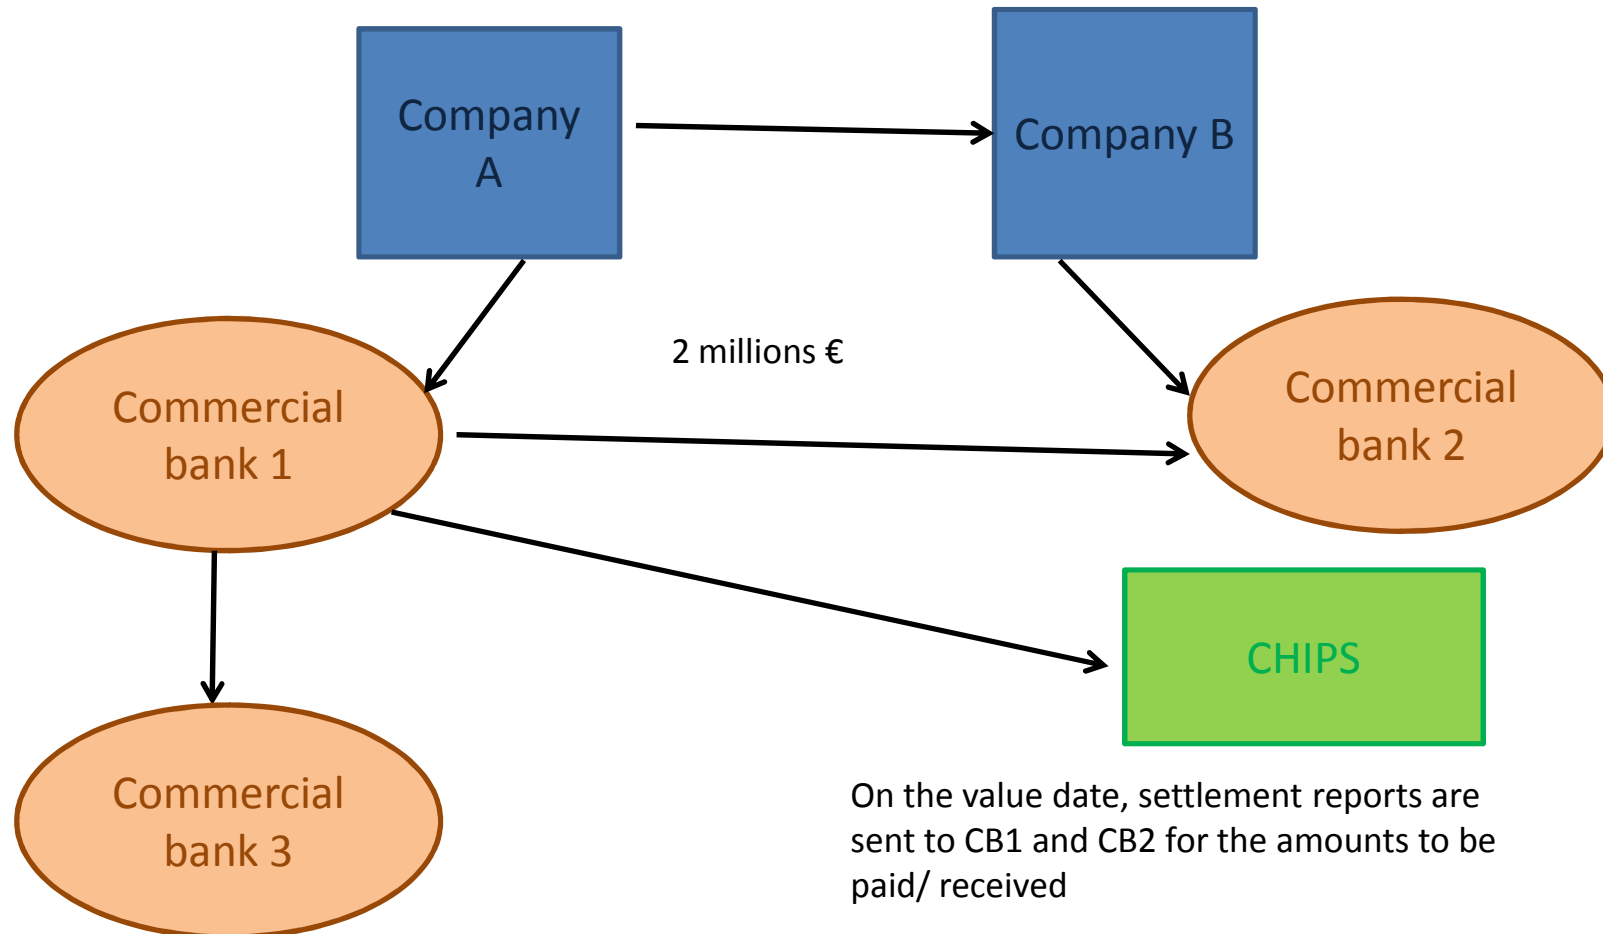 Company
A
Company B
2 millions €
Commercial
bank 1
Commercial
bank 2
CHIPS
Commercial
bank 3
On the value date, settlement reports are
sent to CB1 and CB2 for the amounts to be
paid/ received